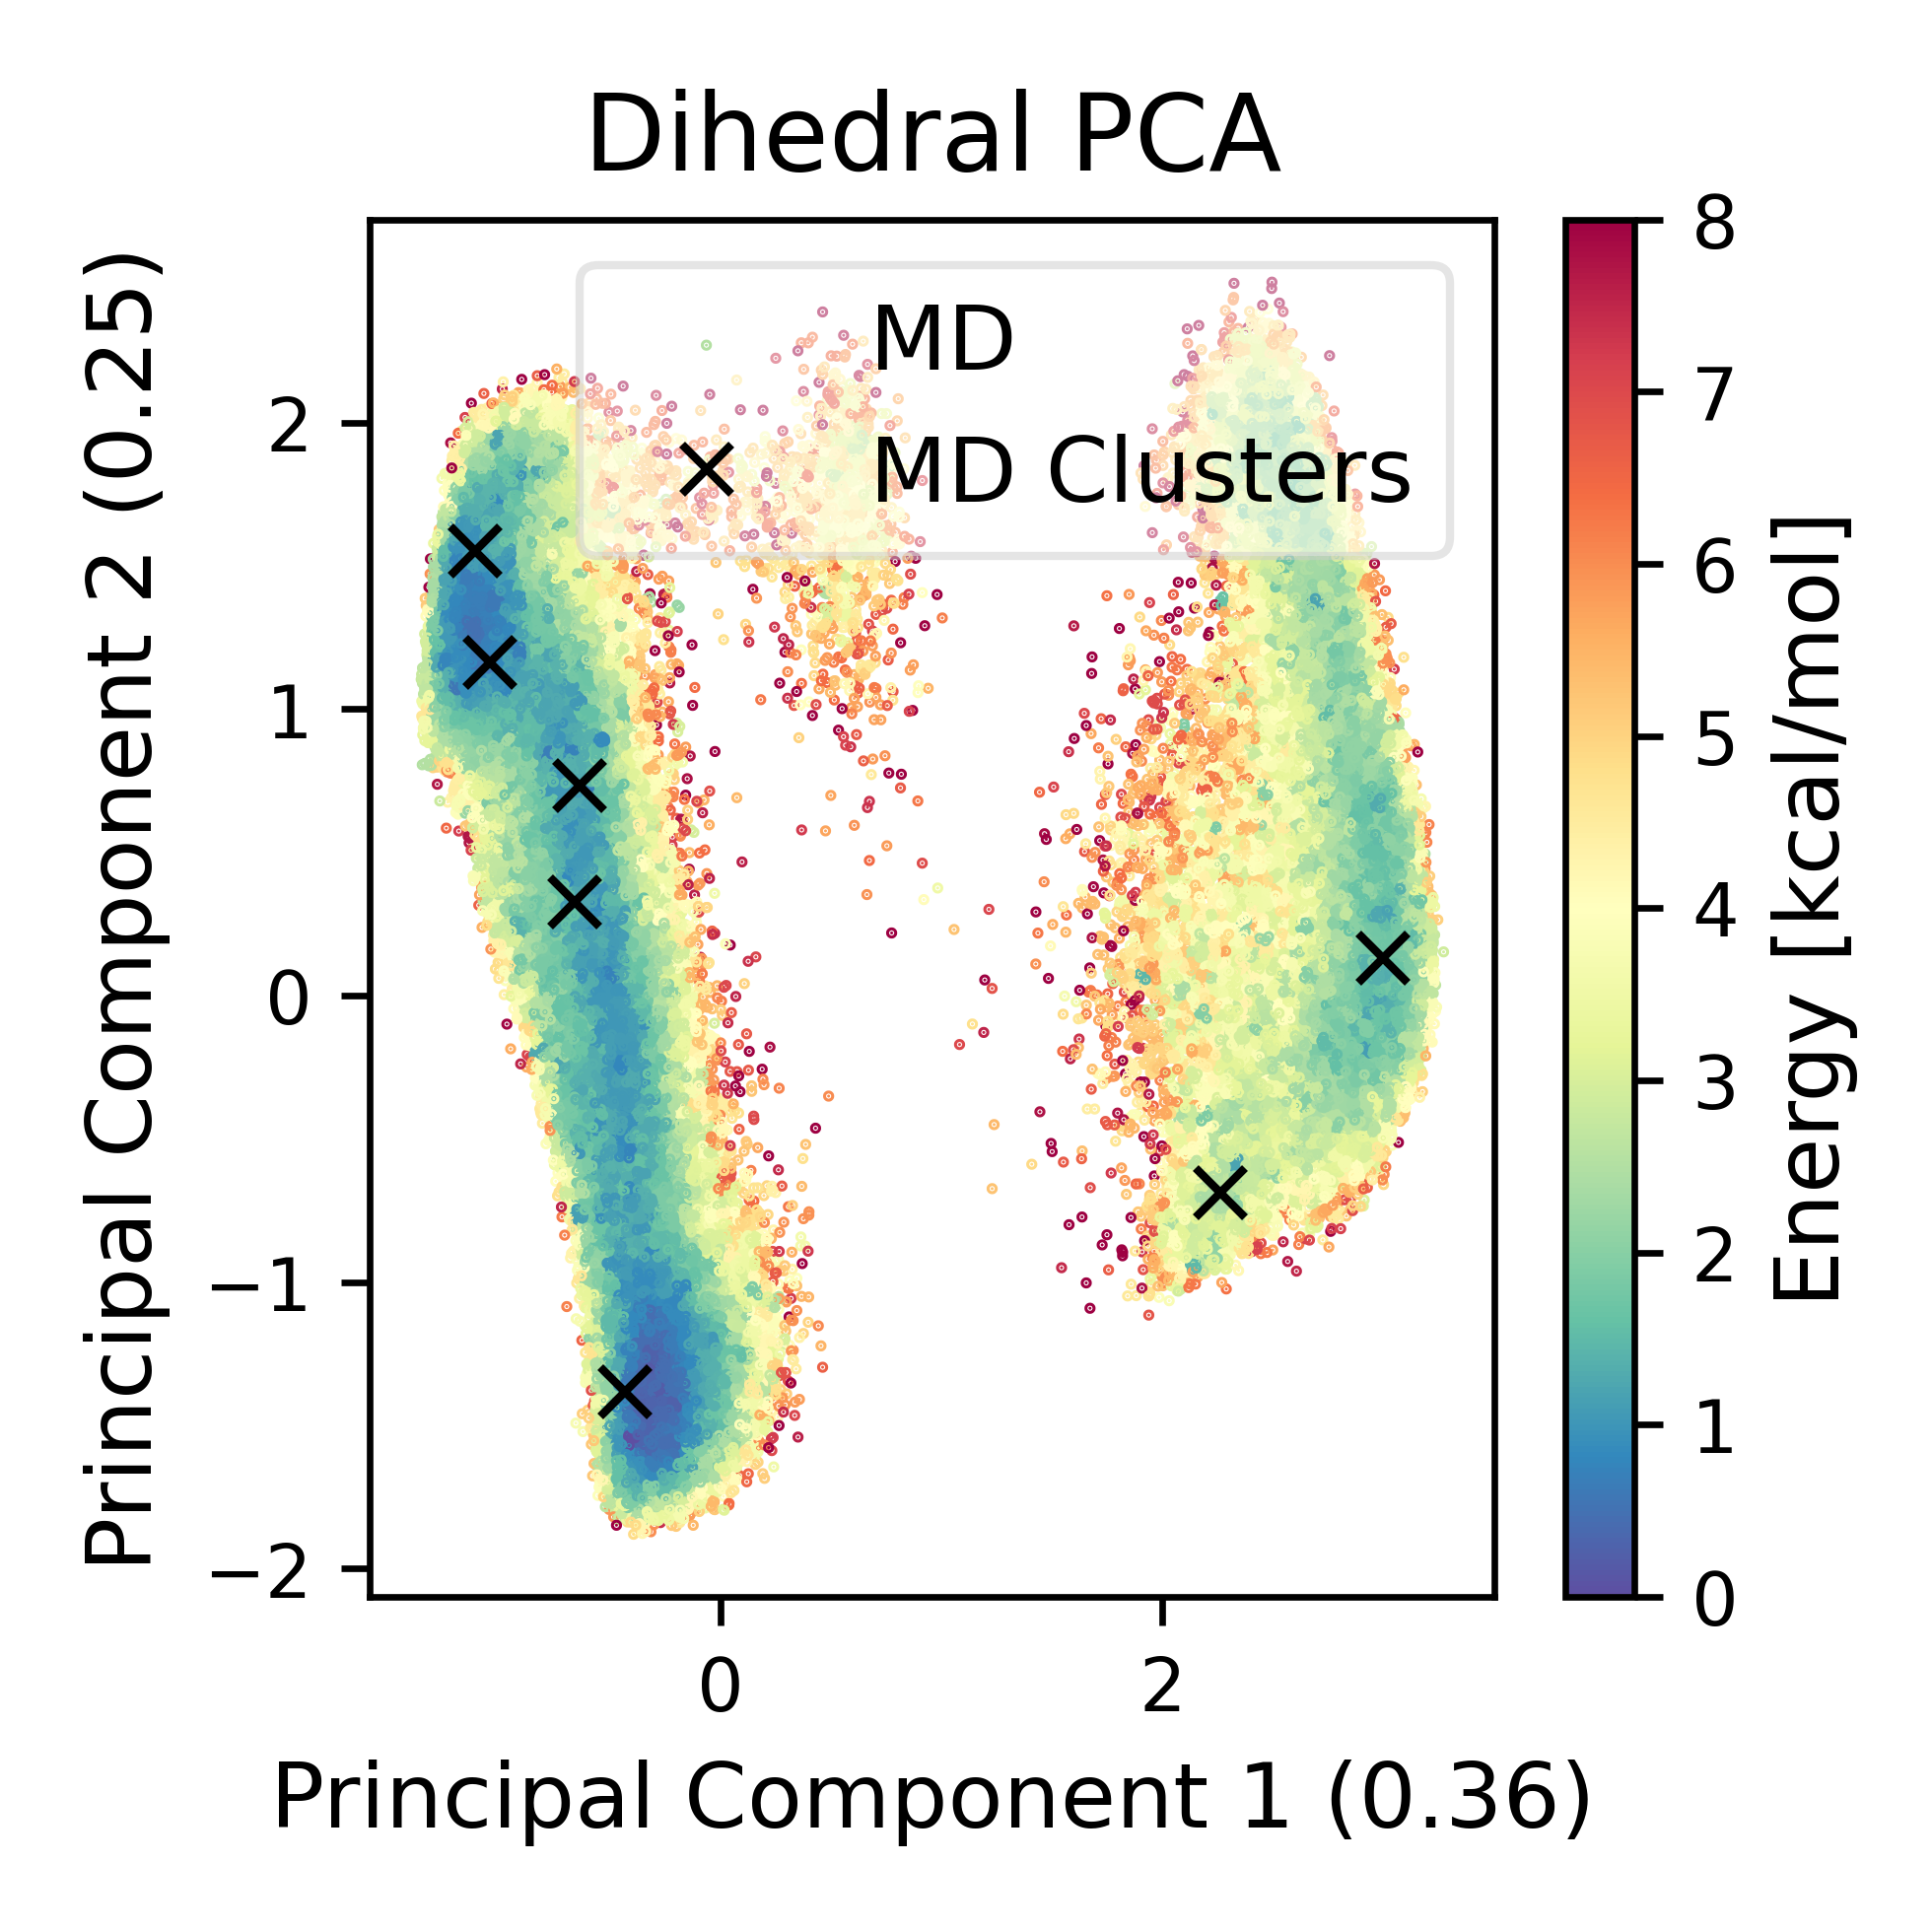 Dihedral PCA
MD
MD Clusters
Principal Component 2 (0.25)
2
1
0
−1
−2
0
2
Principal Component 1 (0.36)
8
7
6
5
4
3
2
1
0
Energy [kcal/mol]